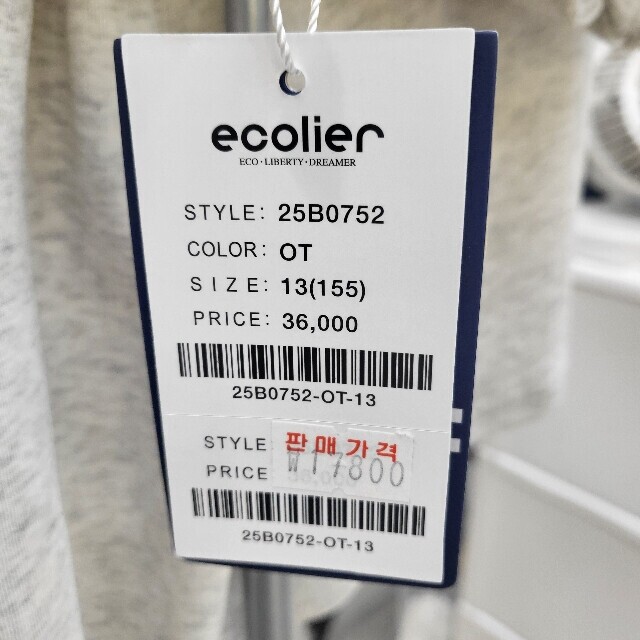 ecolier
ECO·LIBERTY·DREAMER
STYLE: 25B0752
COLOR: OT
SIZE: 13(155)
PRICE: 36,000
25B0752-OT-13
STYLE 판매가격
PRICE ₩17800
25B0752-OT-13